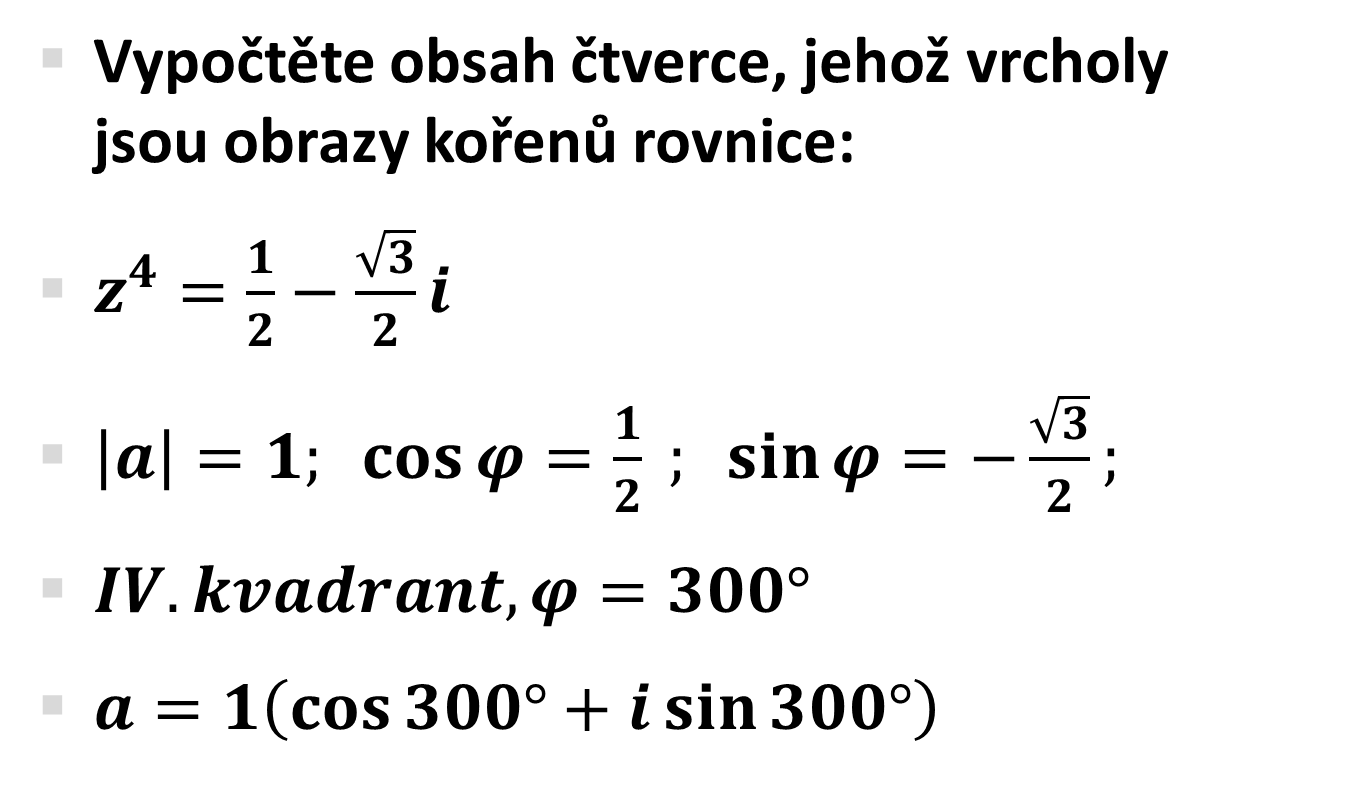 Vypočtěte obsah čtverce, jehož vrcholy
jsou obrazy kořenů rovnice:
z⁴ = 1/2 − √3/2 i
|a| = 1; cos φ = 1/2 ; sin φ = − √3/2 ;
IV. kvadrant, φ = 300°
a = 1(cos 300° + i sin 300°)